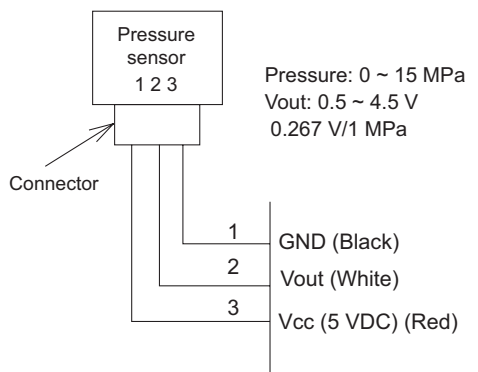 Pressure
sensor
1 2 3
Pressure: 0 ~ 15 MPa
Vout: 0.5 ~ 4.5 V
0.267 V/1 MPa
Connector
1 GND (Black)
2 Vout (White)
3 Vcc (5 VDC) (Red)